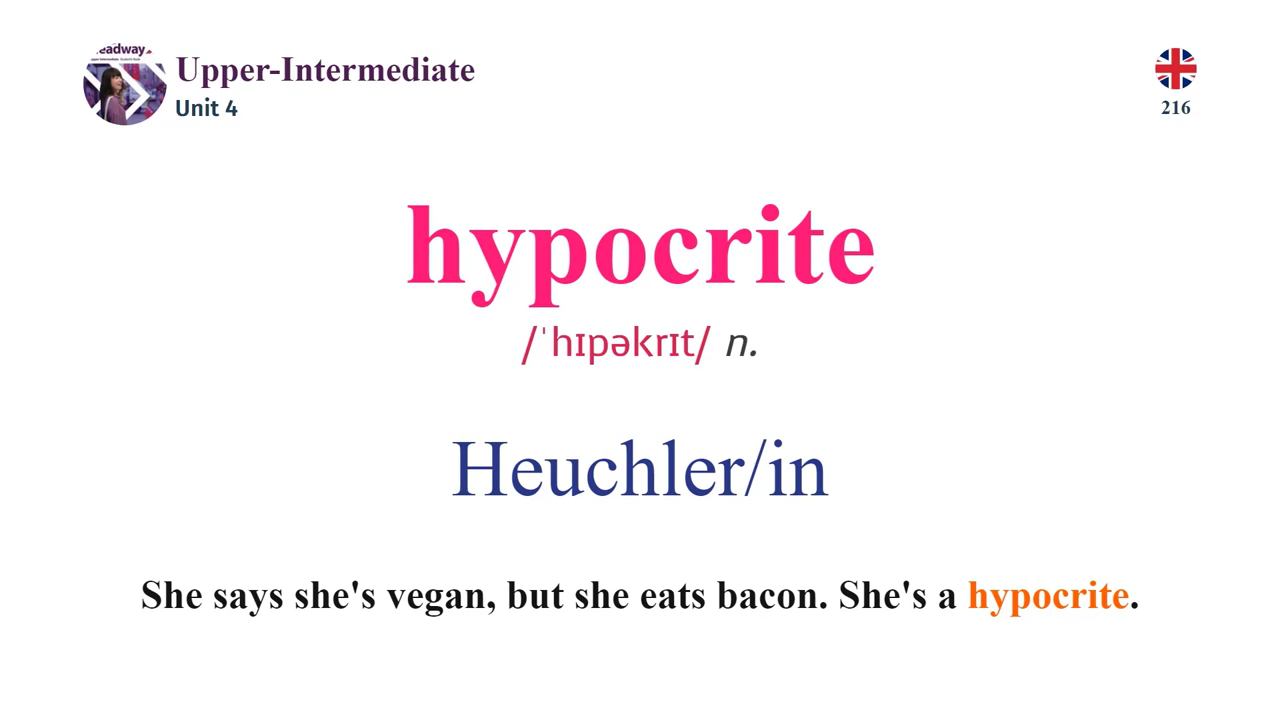 eadway
Upper-Intermediate
Unit 4
216
hypocrite
/ˈhɪpəkrɪt/ n.
Heuchler/in
She says she's vegan, but she eats bacon. She's a hypocrite.